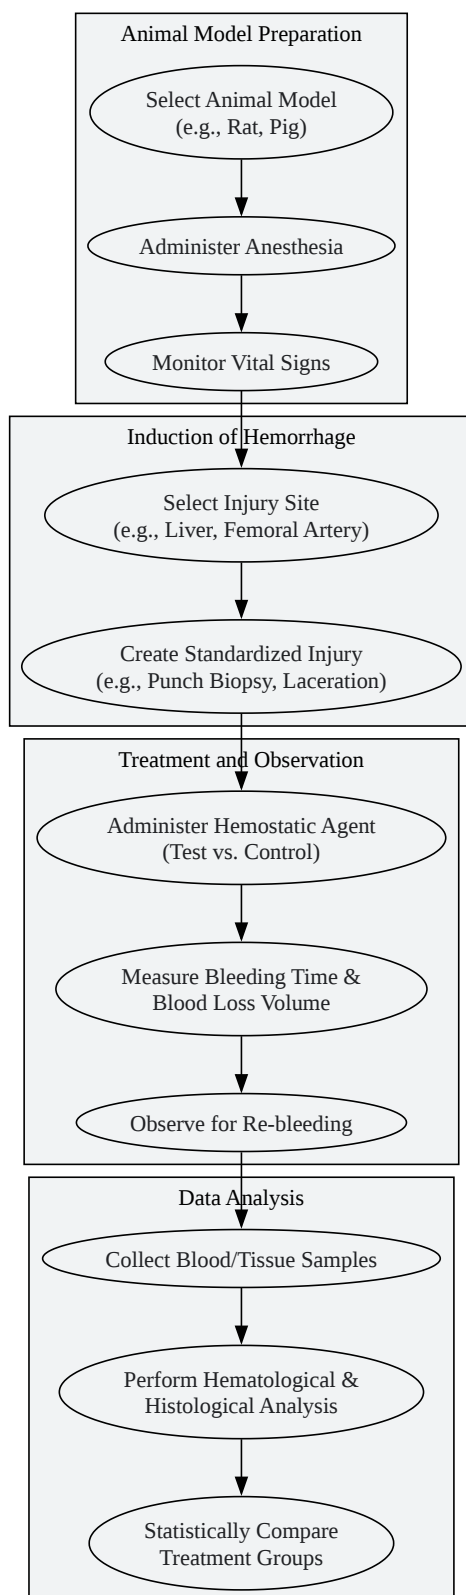 Animal Model Preparation
Select Animal Model
(e.g., Rat, Pig)
Administer Anesthesia
Monitor Vital Signs
Induction of Hemorrhage
Select Injury Site
(e.g., Liver, Femoral Artery)
Create Standardized Injury
(e.g., Punch Biopsy, Laceration)
Treatment and Observation
Administer Hemostatic Agent
(Test vs. Control)
Measure Bleeding Time &
Blood Loss Volume
Observe for Re-bleeding
Data Analysis
Collect Blood/Tissue Samples
Perform Hematological &
Histological Analysis
Statistically Compare
Treatment Groups